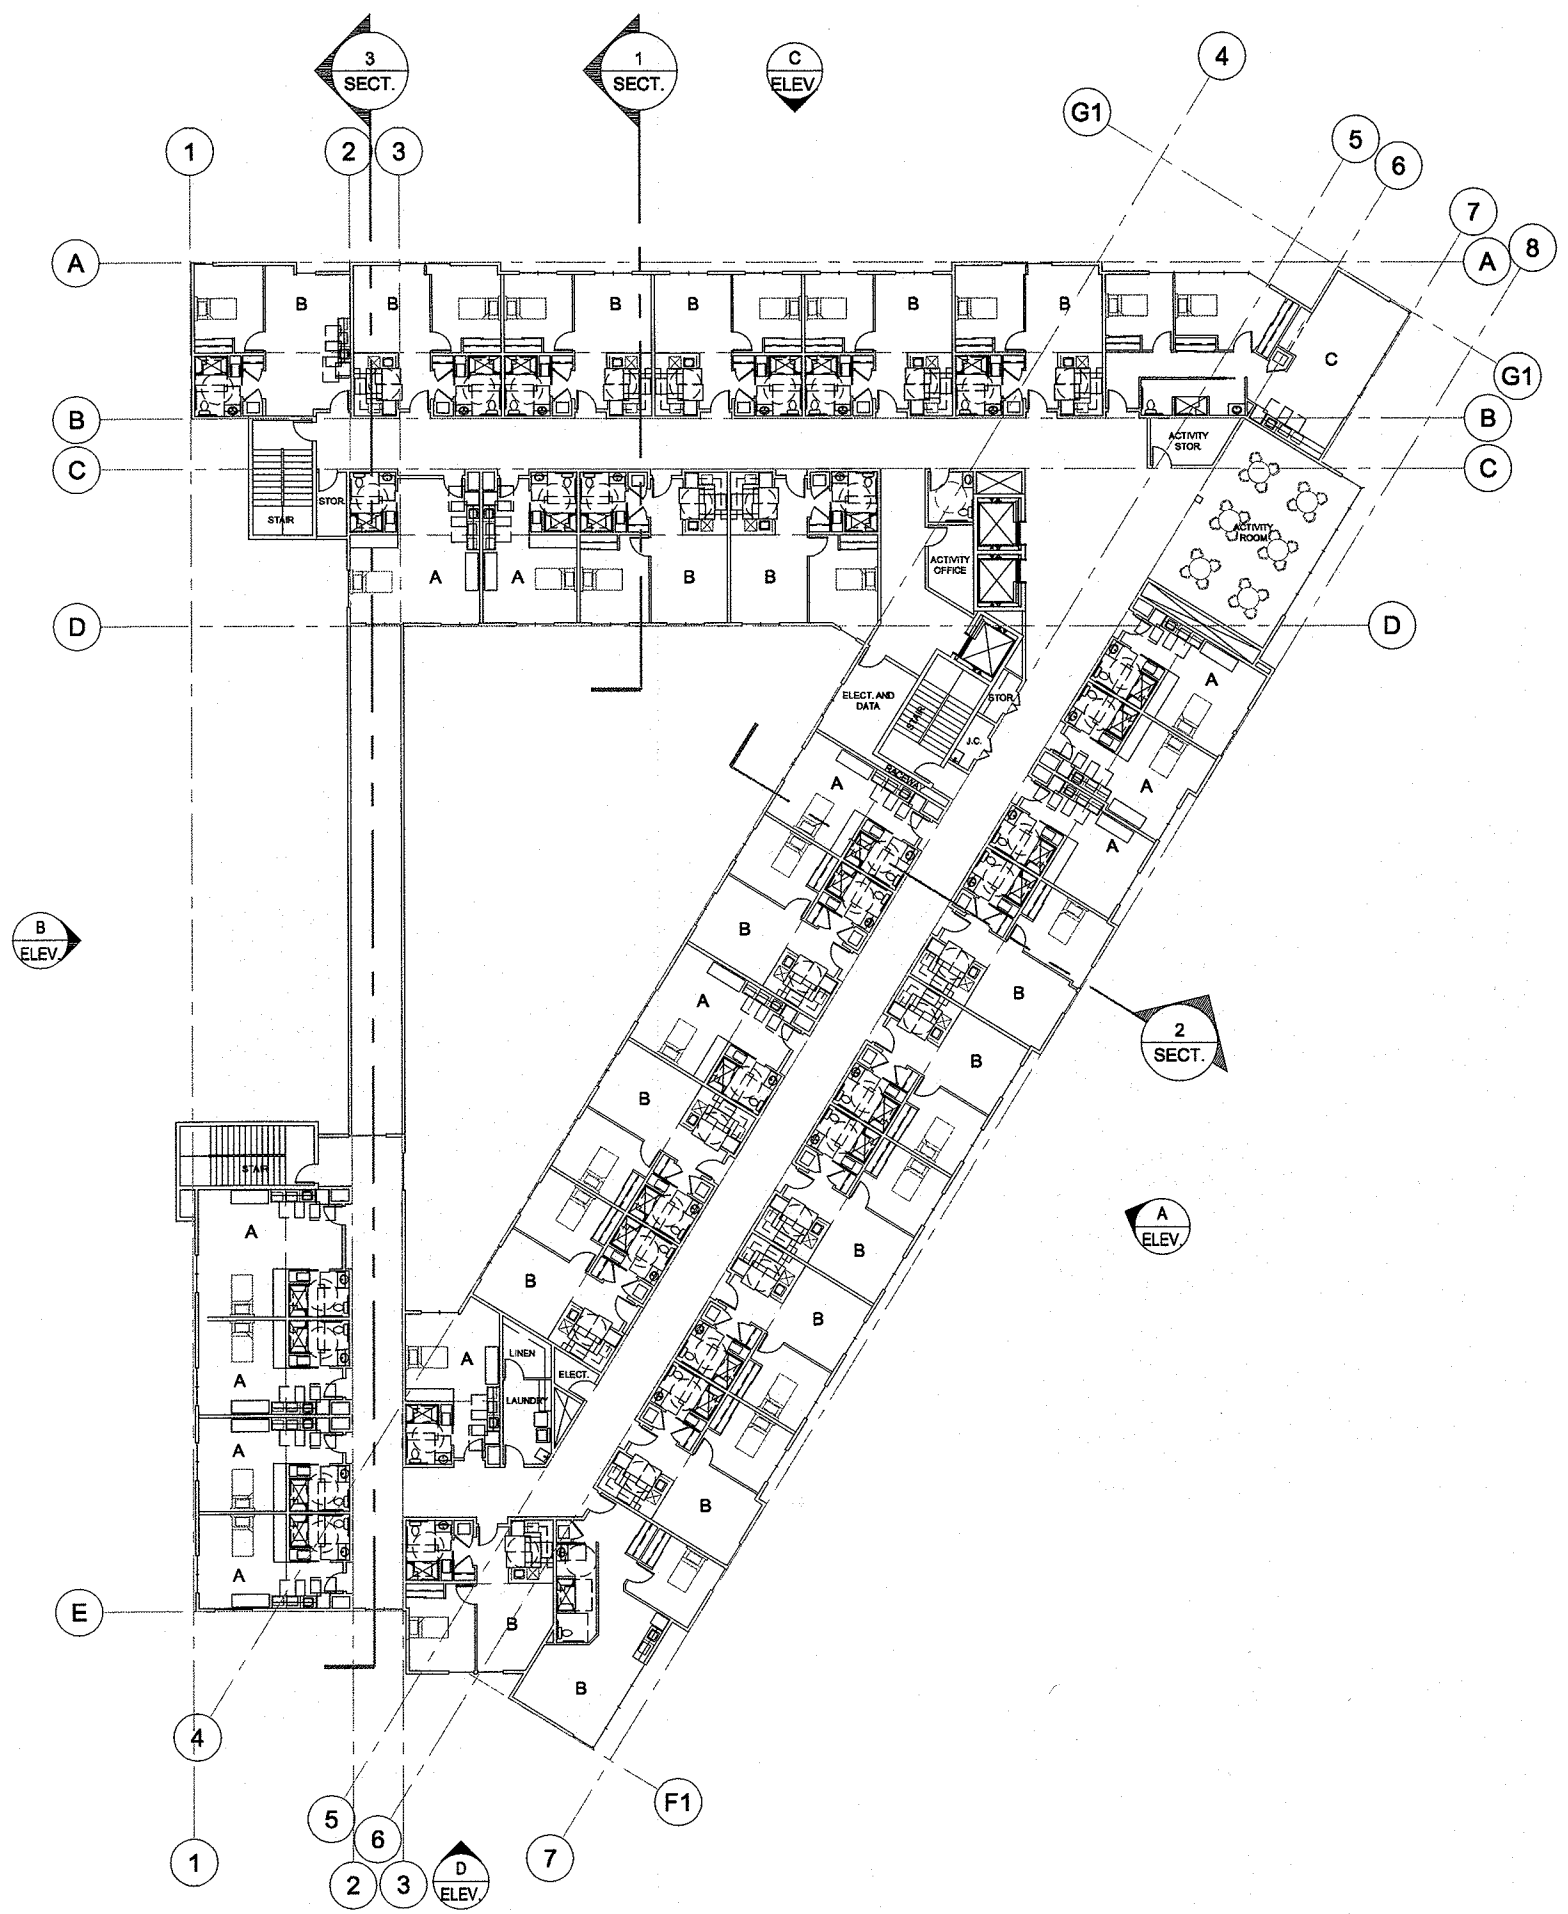 3
SECT.
1
SECT.
C
ELEV.
4
G1
5
6
7
8
1
2
3
A
A
B
B
B
B
B
B
C
G1
B
B
ACTIVITY
STOR.
C
C
STOR.
STAIR
ACTIVITY
ROOM
ACTIVITY
OFFICE
A
A
B
B
D
D
A
ELECT. AND
DATA
STAIR
STOR.
J.C.
RACEWAY
A
A
A
B
B
ELEV.
B
A
B
2
SECT.
B
B
STAIR
A
ELEV.
A
B
B
B
A
LINEN
ELECT.
A
LAUNDRY
A
B
A
E
B
B
4
F1
5
6
7
1
2
3
D
ELEV.